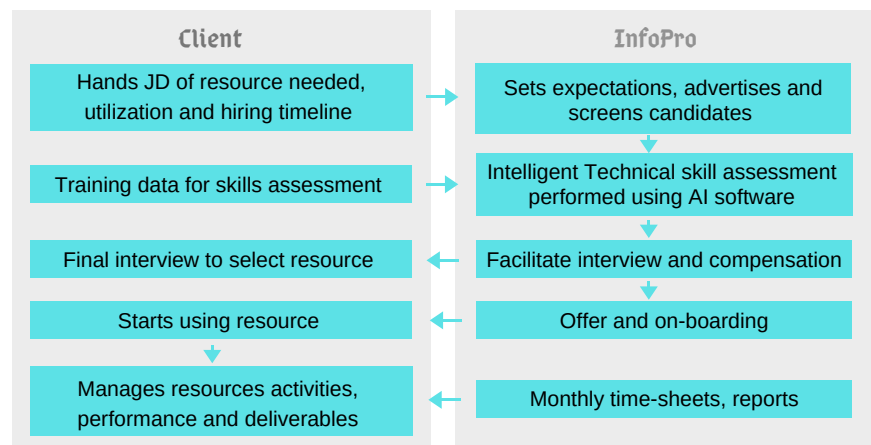 Client
Hands JD of resource needed,
utilization and hiring timeline
Training data for skills assessment
Final interview to select resource
Starts using resource
Manages resources activities,
performance and deliverables
InfoPro
Sets expectations, advertises and
screens candidates
Intelligent Technical skill assessment
performed using AI software
Facilitate interview and compensation
Offer and on-boarding
Monthly time-sheets, reports